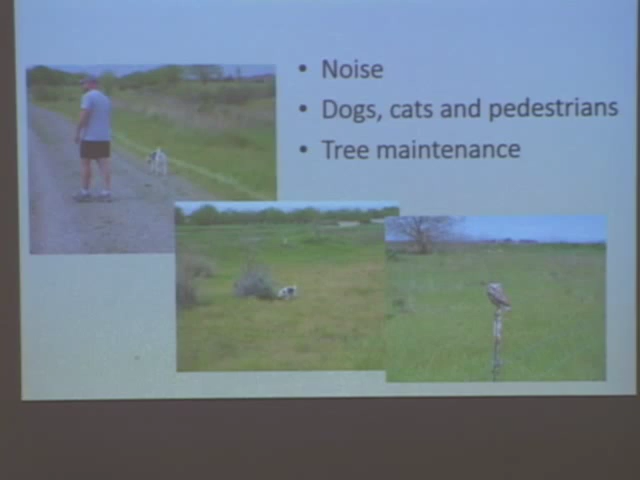 • Noise
• Dogs, cats and pedestrians
• Tree maintenance